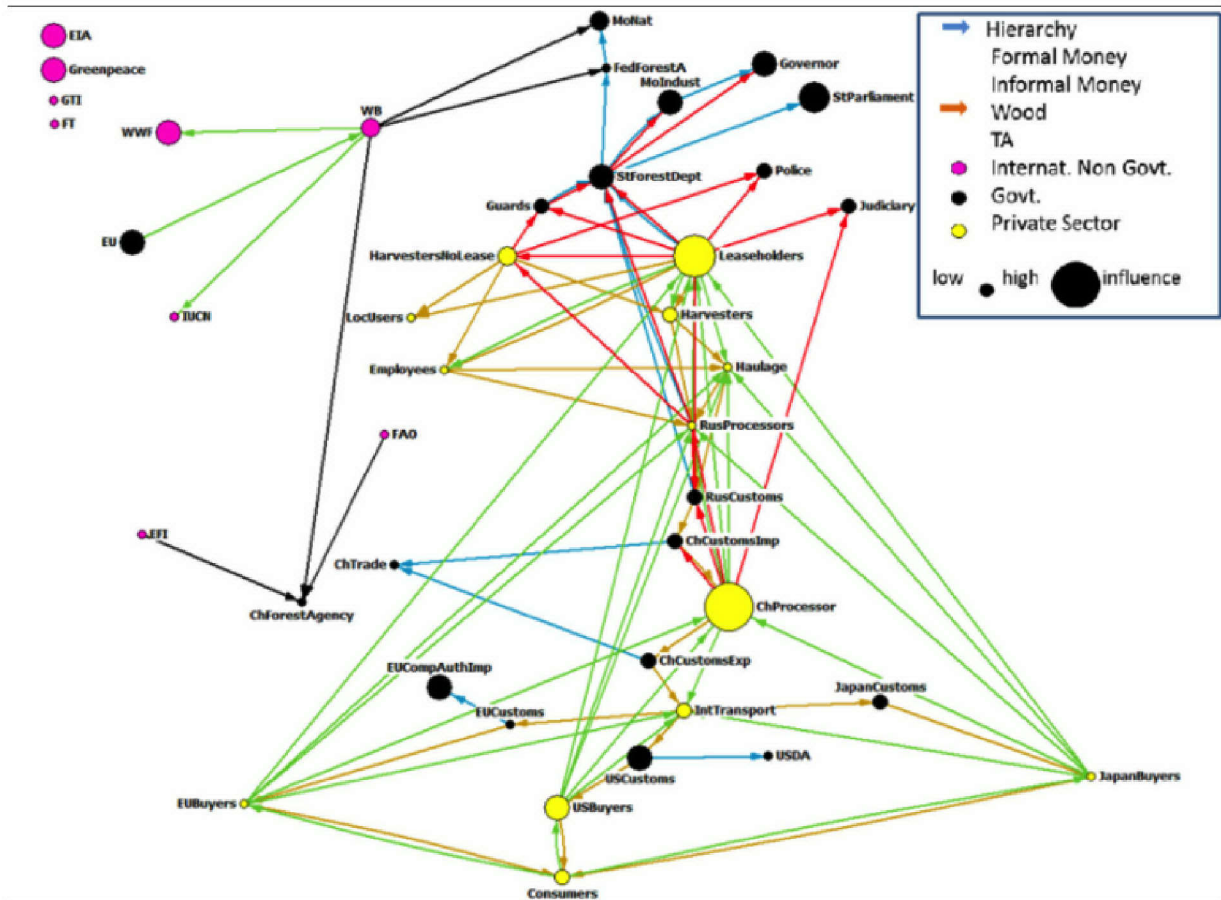 EIA
Greenpeace
GTI
FT
WWF
WB
EU
IUCN
MoNat
FedForestA
MoIndust
Governor
StParliament
StForestDept
Police
Guards
Judiciary
HarvestersNoLease
Leaseholders
LocUsers
Harvesters
Employees
Haulage
RusProcessors
FAO
RusCustoms
EFI
ChCustomsImp
ChTrade
ChForestAgency
ChProcessor
ChCustomsExp
EUCompAuthImp
JapanCustoms
EUCustoms
IntTransport
USCustoms
USDA
JapanBuyers
EUBuyers
USBuyers
Consumers
Hierarchy
Formal Money
Informal Money
Wood
TA
Internat. Non Govt.
Govt.
Private Sector
low high influence